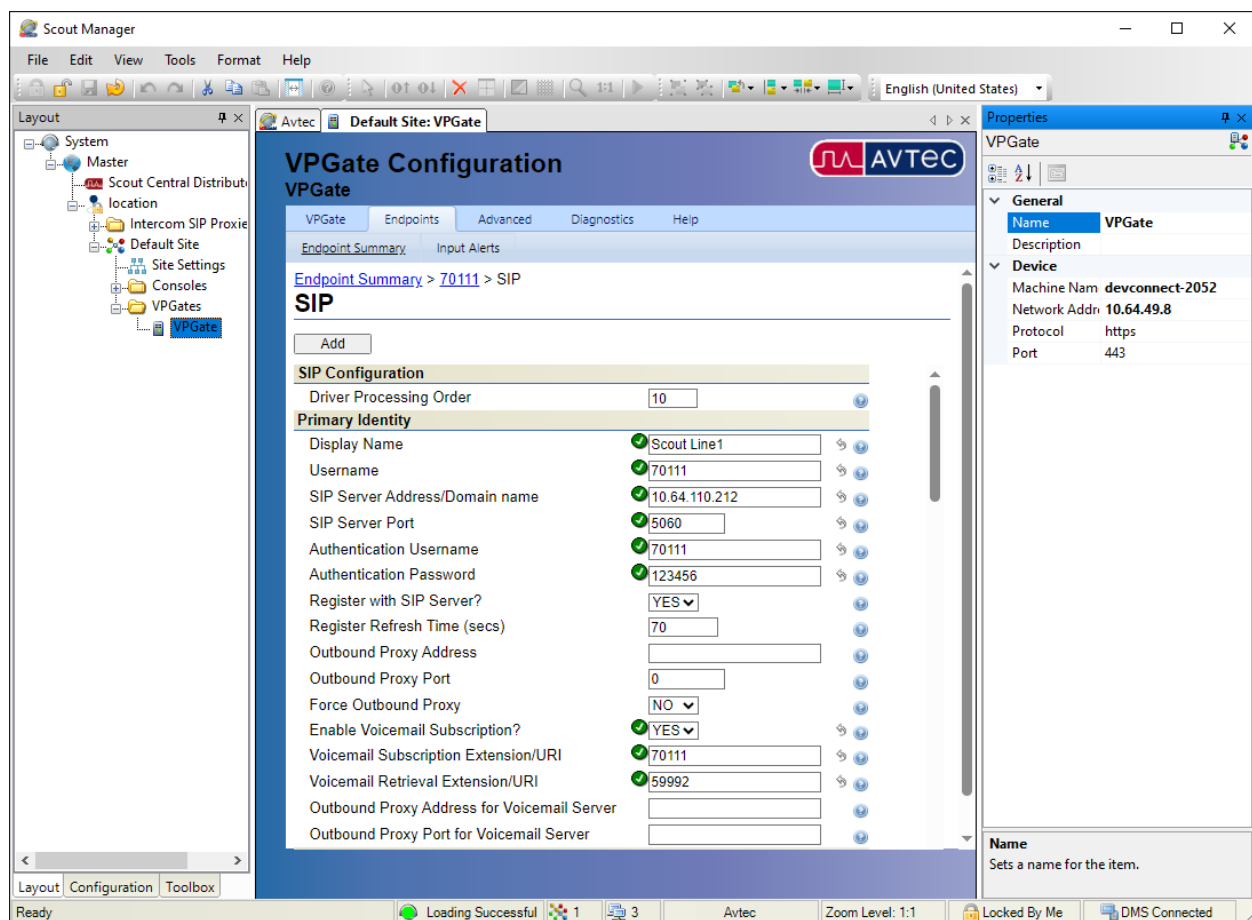 Scout Manager
File Edit View Tools Format Help
1:1
English (United States)
Layout
System
Master
Scout Central Distribut
location
Intercom SIP Proxie
Default Site
Site Settings
Consoles
VPGates
VPGate
Layout Configuration Toolbox
Avtec Default Site: VPGate
VPGate Configuration
VPGate
AVTEC
VPGate Endpoints Advanced Diagnostics Help
Endpoint Summary Input Alerts
Endpoint Summary > 70111 > SIP
SIP
Add
SIP Configuration
Driver Processing Order 10
Primary Identity
Display Name Scout Line1
Username 70111
SIP Server Address/Domain name 10.64.110.212
SIP Server Port 5060
Authentication Username 70111
Authentication Password 123456
Register with SIP Server? YES
Register Refresh Time (secs) 70
Outbound Proxy Address
Outbound Proxy Port 0
Force Outbound Proxy NO
Enable Voicemail Subscription? YES
Voicemail Subscription Extension/URI 70111
Voicemail Retrieval Extension/URI 59992
Outbound Proxy Address for Voicemail Server
Outbound Proxy Port for Voicemail Server
Properties
VPGate
General
Name VPGate
Description
Device
Machine Nam devconnect-2052
Network Addr 10.64.49.8
Protocol https
Port 443
Name
Sets a name for the item.
Ready Loading Successful 1 3 Avtec Zoom Level: 1:1 Locked By Me DMS Connected